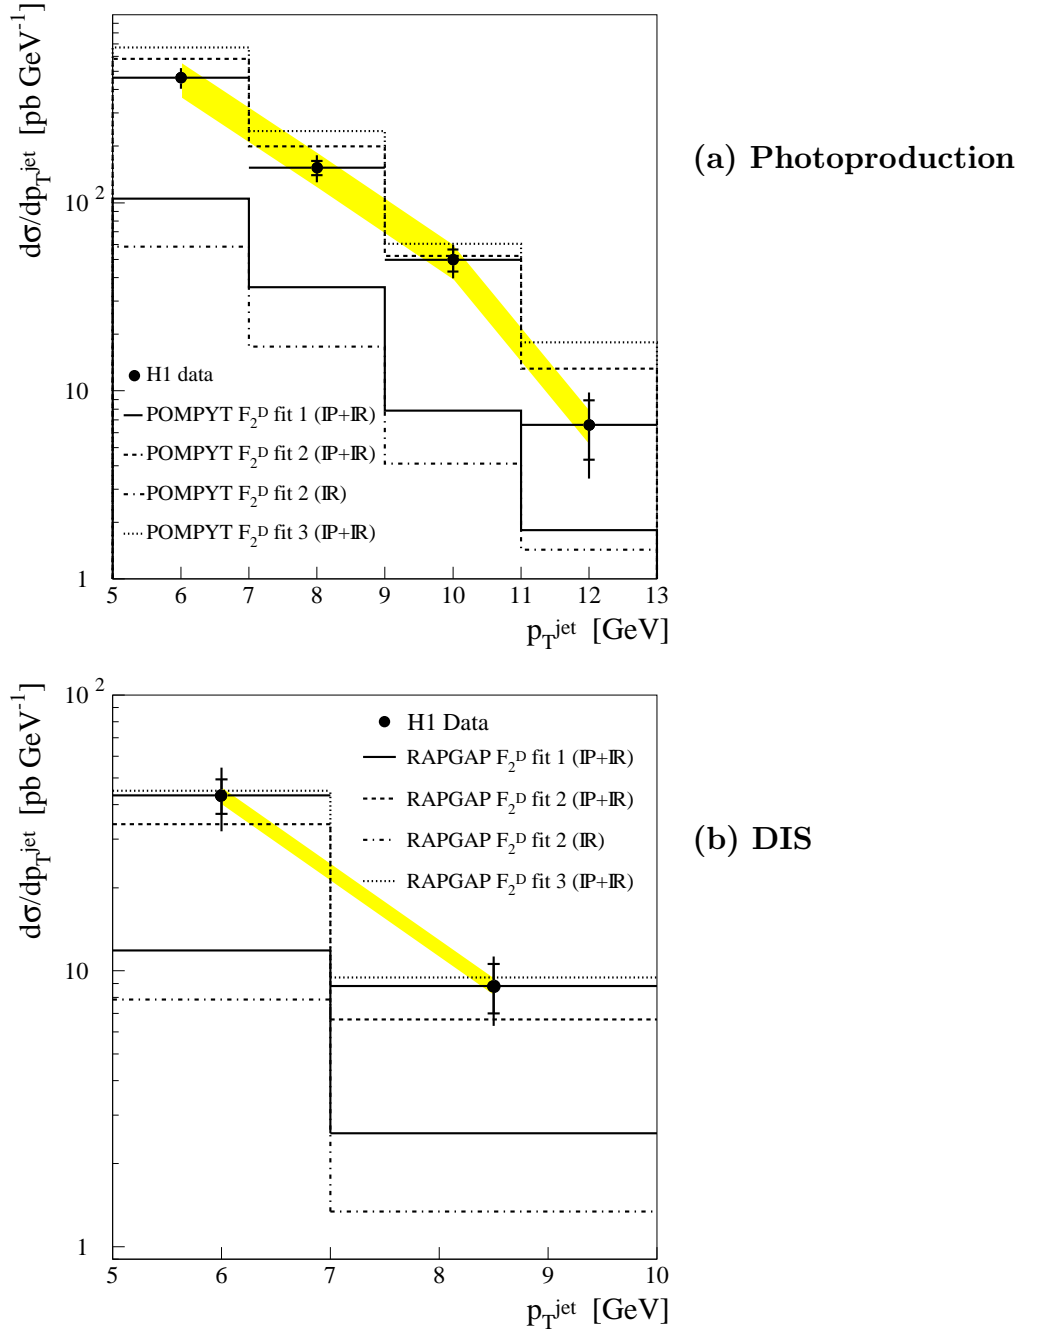 dσ/dp_T^jet [pb GeV^-1]
(a) Photoproduction
10^2
10
1
H1 data
POMPYT F_2^D fit 1 (IP+IR)
POMPYT F_2^D fit 2 (IP+IR)
POMPYT F_2^D fit 2 (IR)
POMPYT F_2^D fit 3 (IP+IR)
5 6 7 8 9 10 11 12 13
p_T^jet [GeV]
dσ/dp_T^jet [pb GeV^-1]
(b) DIS
10^2
10
1
H1 Data
RAPGAP F_2^D fit 1 (IP+IR)
RAPGAP F_2^D fit 2 (IP+IR)
RAPGAP F_2^D fit 2 (IR)
RAPGAP F_2^D fit 3 (IP+IR)
5 6 7 8 9 10
p_T^jet [GeV]